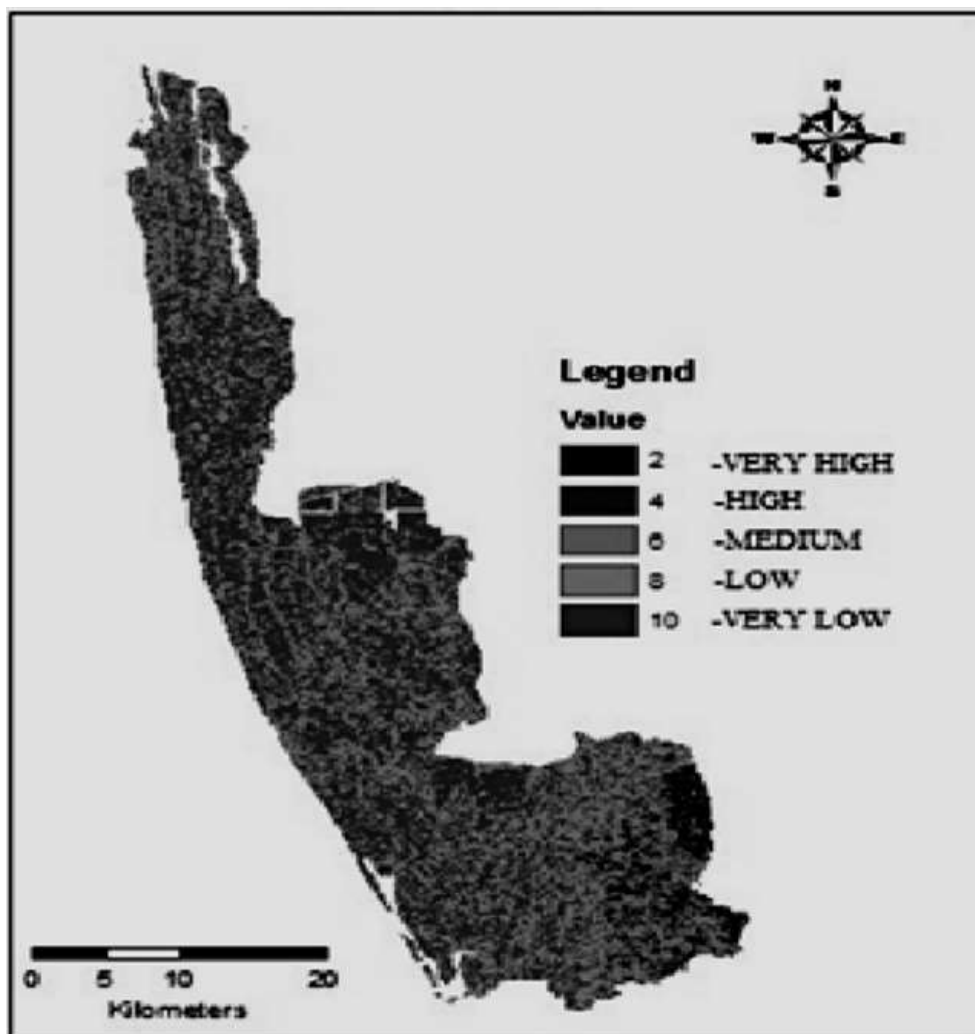 N
W E
S
Legend
Value
2 -VERY HIGH
4 -HIGH
6 -MEDIUM
8 -LOW
10 -VERY LOW
0 5 10 20
Kilometers